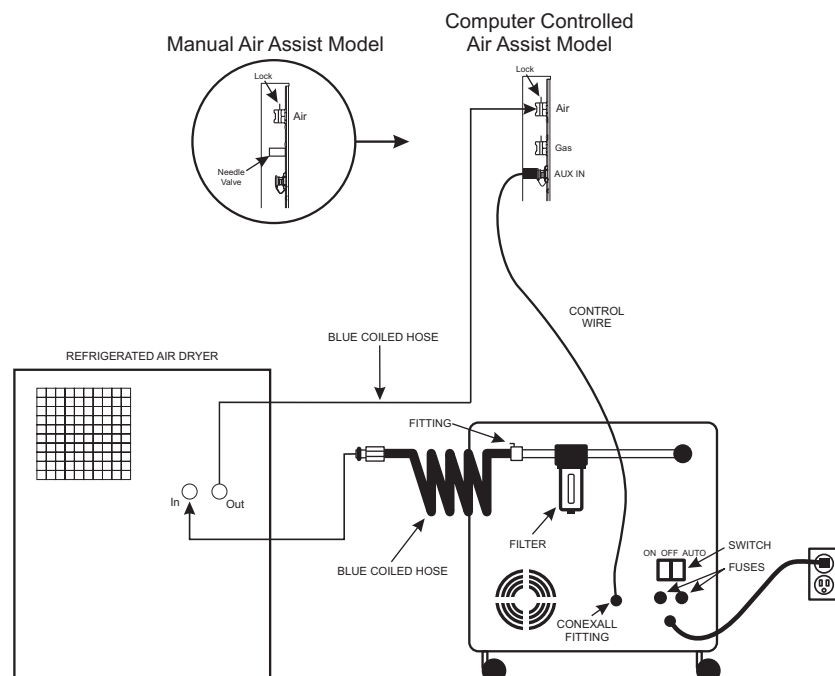 Manual Air Assist Model
Computer Controlled
Air Assist Model
Lock
Air
Needle
Valve
Lock
Air
Gas
AUX IN
CONTROL
WIRE
BLUE COILED HOSE
REFRIGERATED AIR DRYER
In
Out
FITTING
BLUE COILED HOSE
FILTER
ON OFF AUTO
SWITCH
FUSES
CONEXALL
FITTING